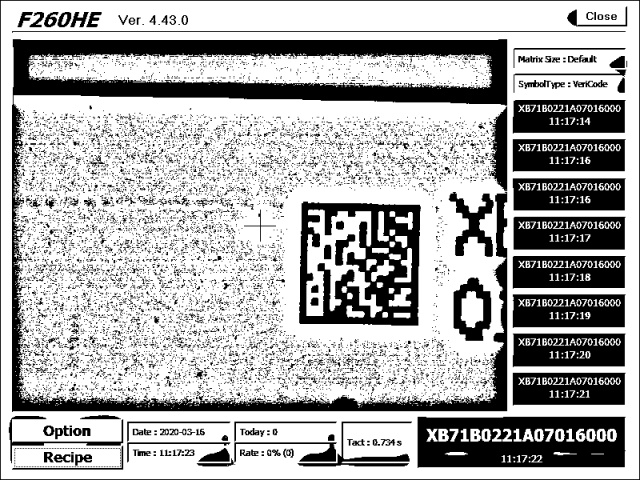 F260HE Ver. 4.43.0
Close
Matrix Size : Default
SymbolType : VeriCode
XB71B0221A07016000
11:17:14
XB71B0221A07016000
11:17:16
XB71B0221A07016000
11:17:16
XB71B0221A07016000
11:17:17
XB71B0221A07016000
11:17:18
XB71B0221A07016000
11:17:19
XB71B0221A07016000
11:17:20
XB71B0221A07016000
11:17:21
X
0
Option
Recipe
Date : 2020-03-16
Time : 11:17:23
Today : 0
Rate : 0% (0)
Tact : 0.734 s
XB71B0221A07016000
11:17:22